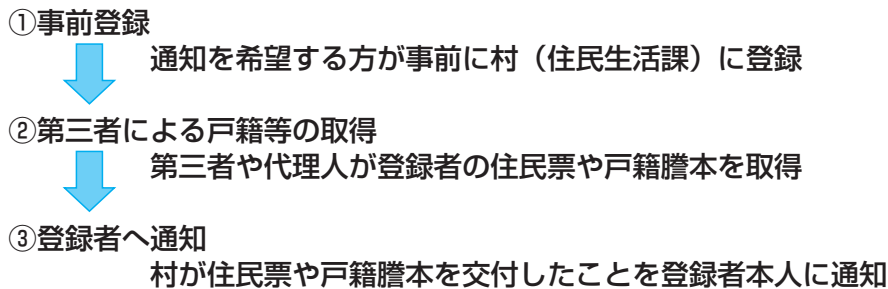 ①事前登録
通知を希望する方が事前に村（住民生活課）に登録
②第三者による戸籍等の取得
第三者や代理人が登録者の住民票や戸籍謄本を取得
③登録者へ通知
村が住民票や戸籍謄本を交付したことを登録者本人に通知